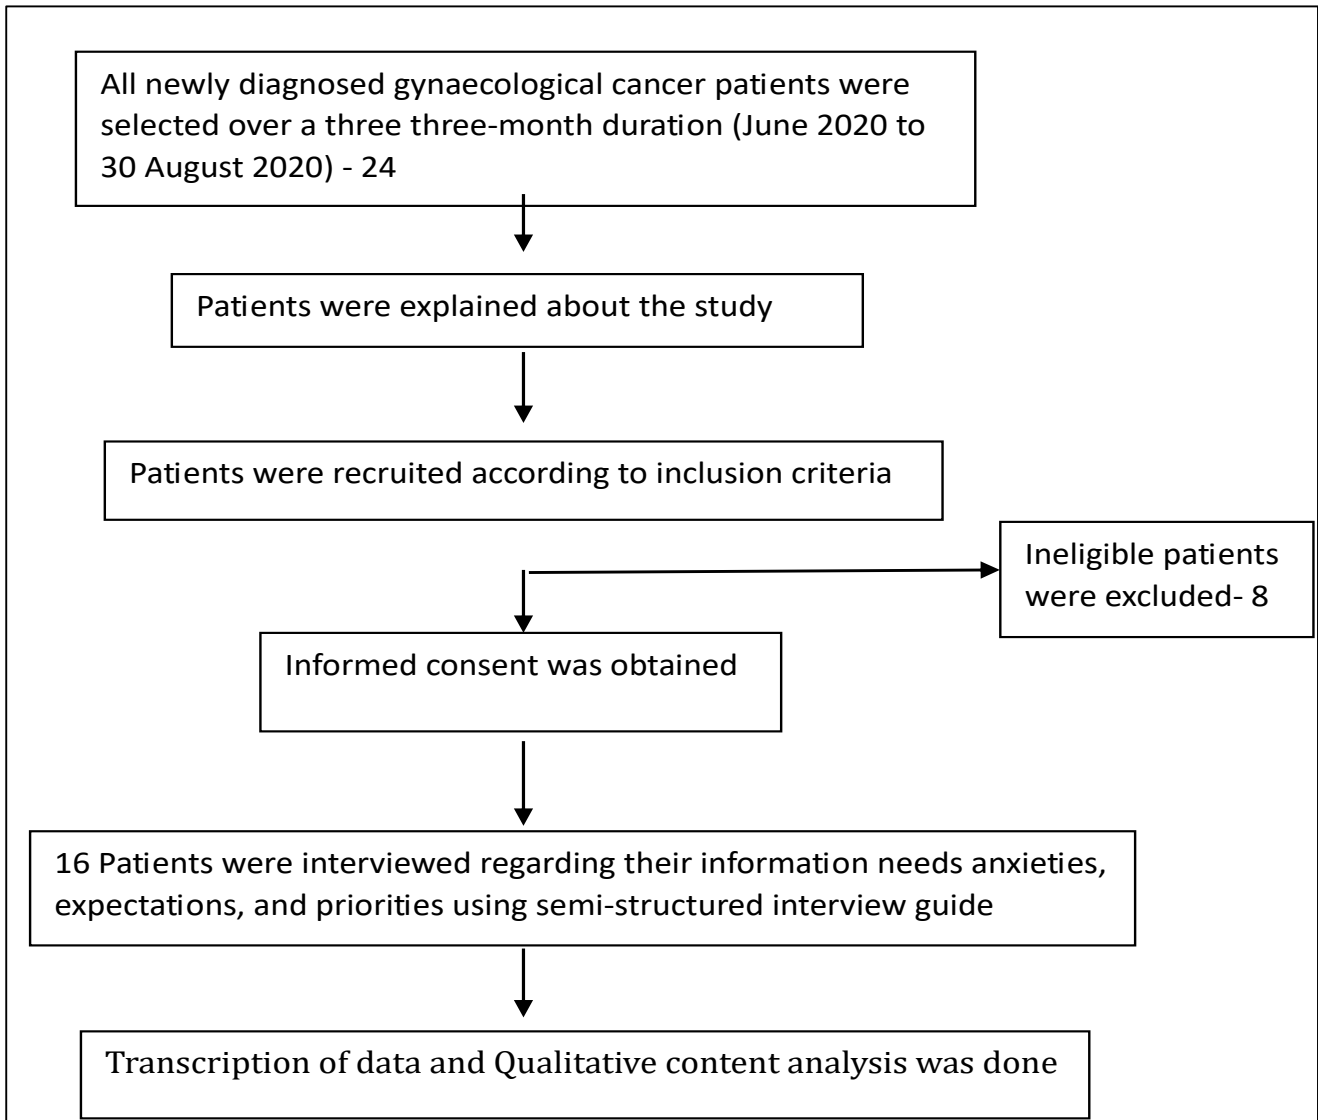 All newly diagnosed gynaecological cancer patients were
selected over a three three-month duration (June 2020 to
30 August 2020) - 24
Patients were explained about the study
Patients were recruited according to inclusion criteria
Ineligible patients
were excluded- 8
Informed consent was obtained
16 Patients were interviewed regarding their information needs anxieties,
expectations, and priorities using semi-structured interview guide
Transcription of data and Qualitative content analysis was done